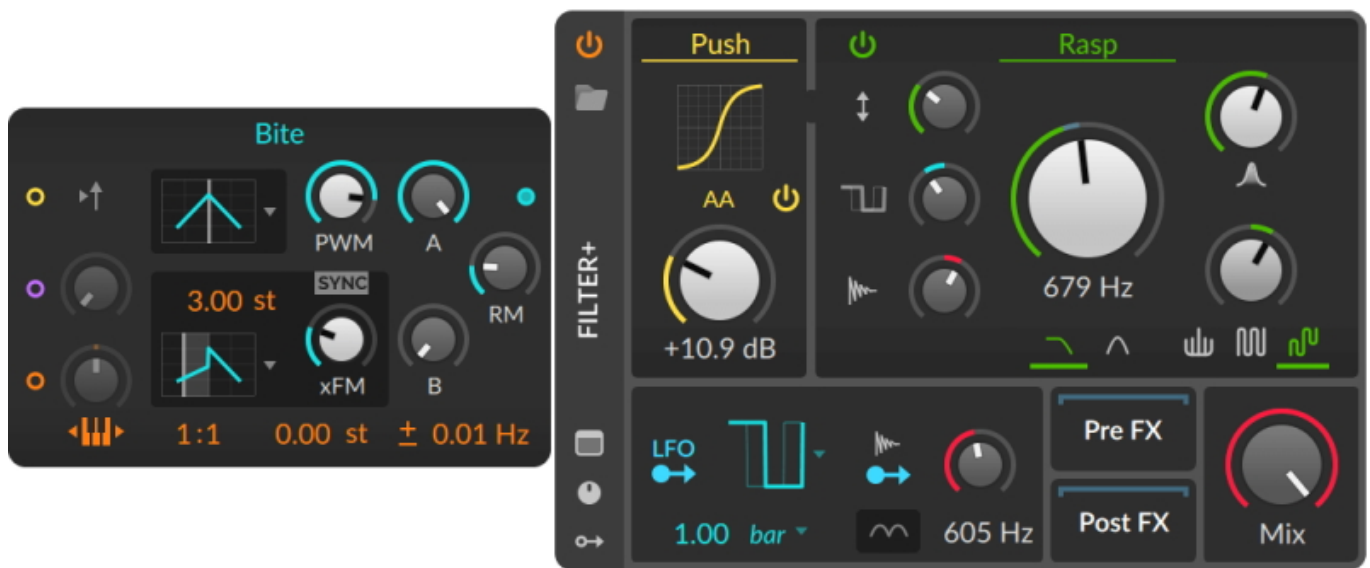 Bite
PWM
A
SYNC
3.00 st
RM
xFM
B
1:1
0.00 st
± 0.01 Hz
FILTER+
Push
AA
+10.9 dB
Rasp
679 Hz
LFO
1.00 bar
605 Hz
Pre FX
Post FX
Mix